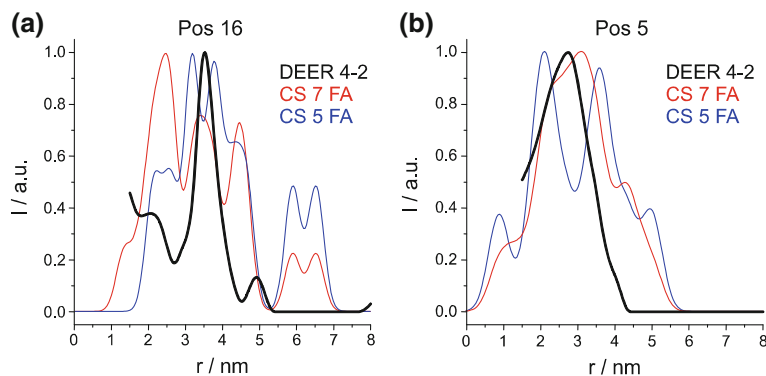 (a) Pos 16
DEER 4-2
CS 7 FA
CS 5 FA
I / a.u.
1.0
0.8
0.6
0.4
0.2
0.0
0 1 2 3 4 5 6 7 8
r / nm
(b) Pos 5
DEER 4-2
CS 7 FA
CS 5 FA
I / a.u.
1.0
0.8
0.6
0.4
0.2
0.0
0 1 2 3 4 5 6 7 8
r / nm